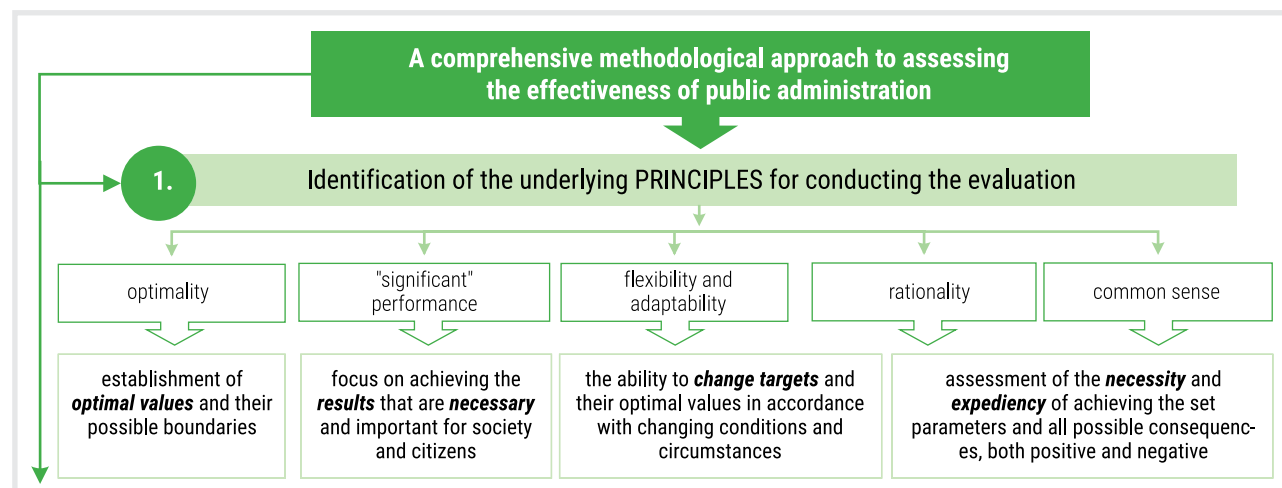 A comprehensive methodological approach to assessing
the effectiveness of public administration
1.
Identification of the underlying PRINCIPLES for conducting the evaluation
optimality
"significant"
performance
flexibility and
adaptability
rationality
common sense
establishment of
optimal values and their
possible boundaries
focus on achieving the
results that are necessary
and important for society
and citizens
the ability to change targets and
their optimal values in accordance
with changing conditions and
circumstances
assessment of the necessity and
expediency of achieving the set
parameters and all possible consequenc-
es, both positive and negative